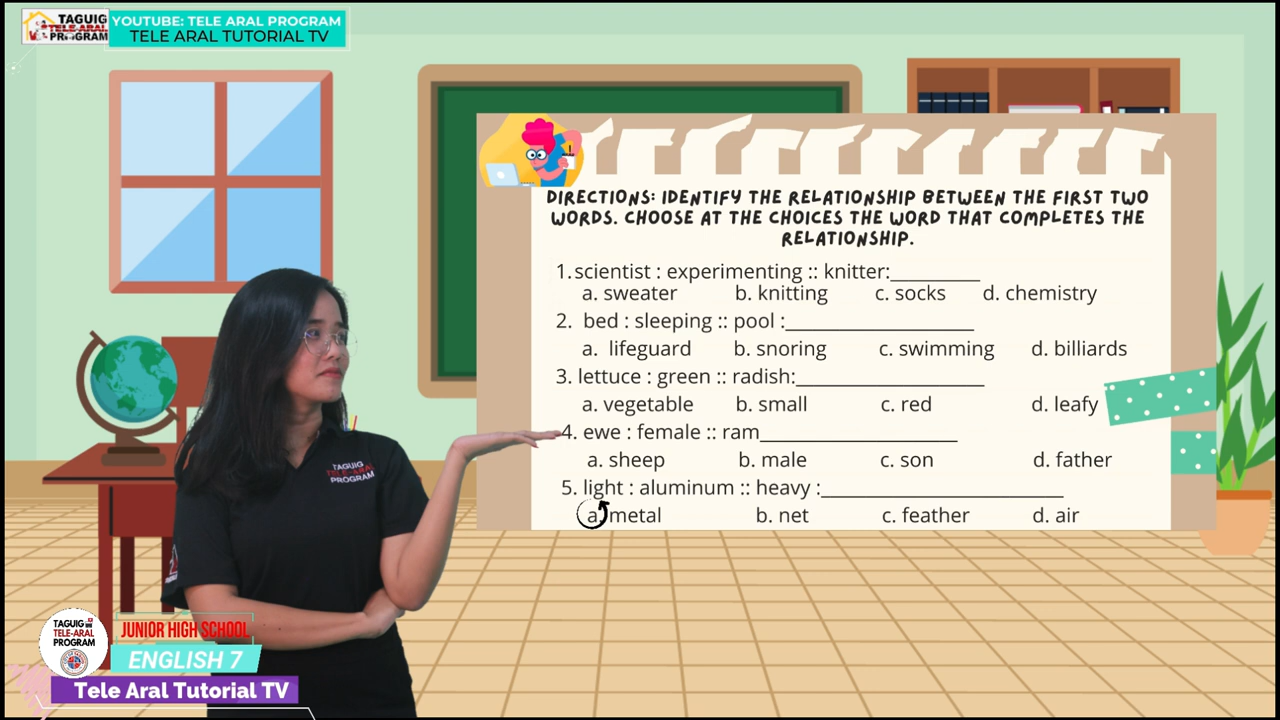 TAGUIG
TELE-ARAL
PROGRAM
YOUTUBE: TELE ARAL PROGRAM
TELE ARAL TUTORIAL TV
DIRECTIONS: IDENTIFY THE RELATIONSHIP BETWEEN THE FIRST TWO
WORDS. CHOOSE AT THE CHOICES THE WORD THAT COMPLETES THE
RELATIONSHIP.
1. scientist : experimenting :: knitter:__________
a. sweater b. knitting c. socks d. chemistry
2. bed : sleeping :: pool :_____________________
a. lifeguard b. snoring c. swimming d. billiards
3. lettuce : green :: radish:_____________________
a. vegetable b. small c. red d. leafy
4. ewe : female :: ram______________________
a. sheep b. male c. son d. father
5. light : aluminum :: heavy :___________________________
a. metal b. net c. feather d. air
TAGUIG
TELE-ARAL
PROGRAM
TAGUIG
TELE-ARAL
PROGRAM
JUNIOR HIGH SCHOOL
ENGLISH 7
Tele Aral Tutorial TV